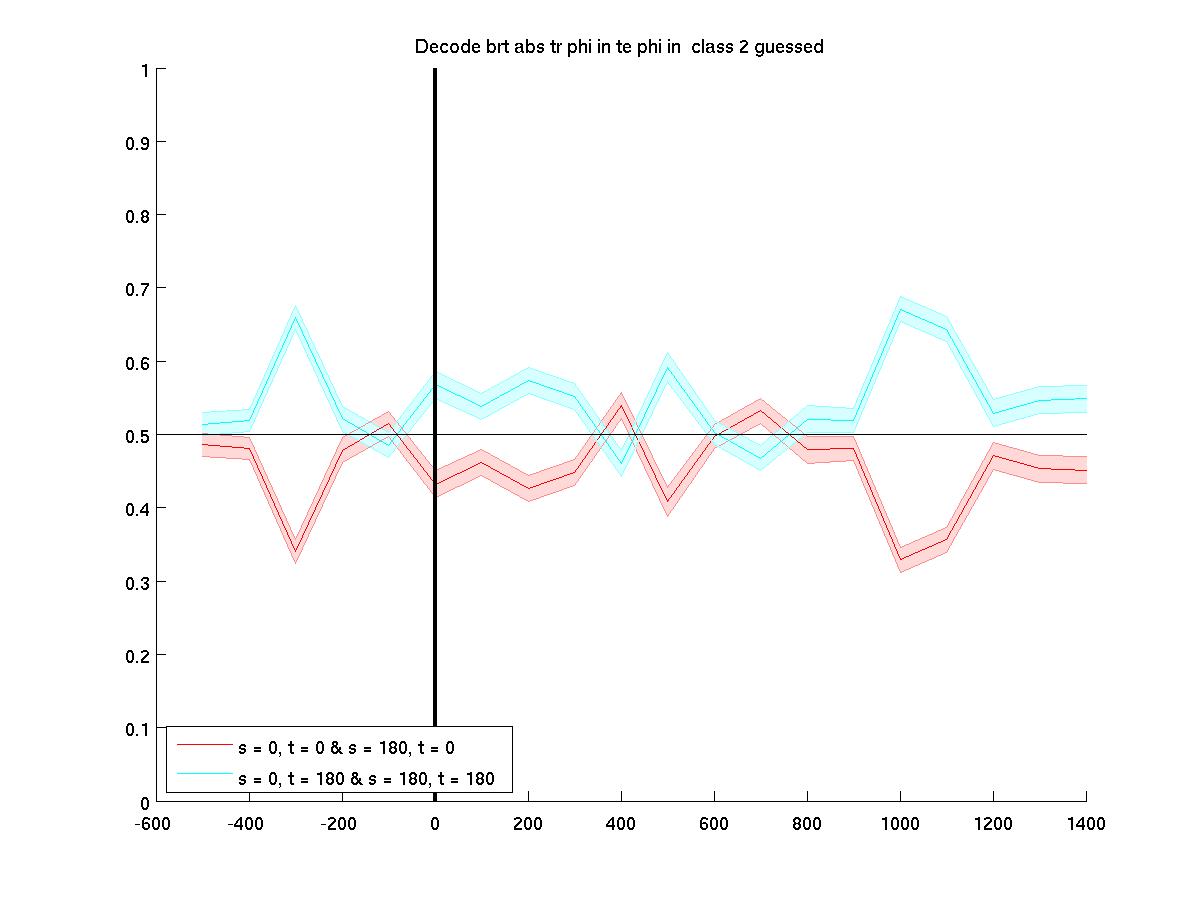 Decode brt abs tr phi in te phi in  class 2 guessed
1
0.9
0.8
0.7
0.6
0.5
0.4
0.3
0.2
0.1
0
s = 0, t = 0 & s = 180, t = 0
s = 0, t = 180 & s = 180, t = 180
-600 -400 -200 0 200 400 600 800 1000 1200 1400